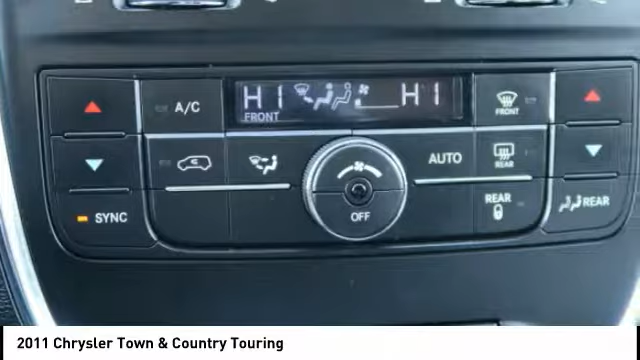 HI HI
FRONT
A/C
FRONT
AUTO
REAR
SYNC
OFF
REAR
REAR
2011 Chrysler Town & Country Touring